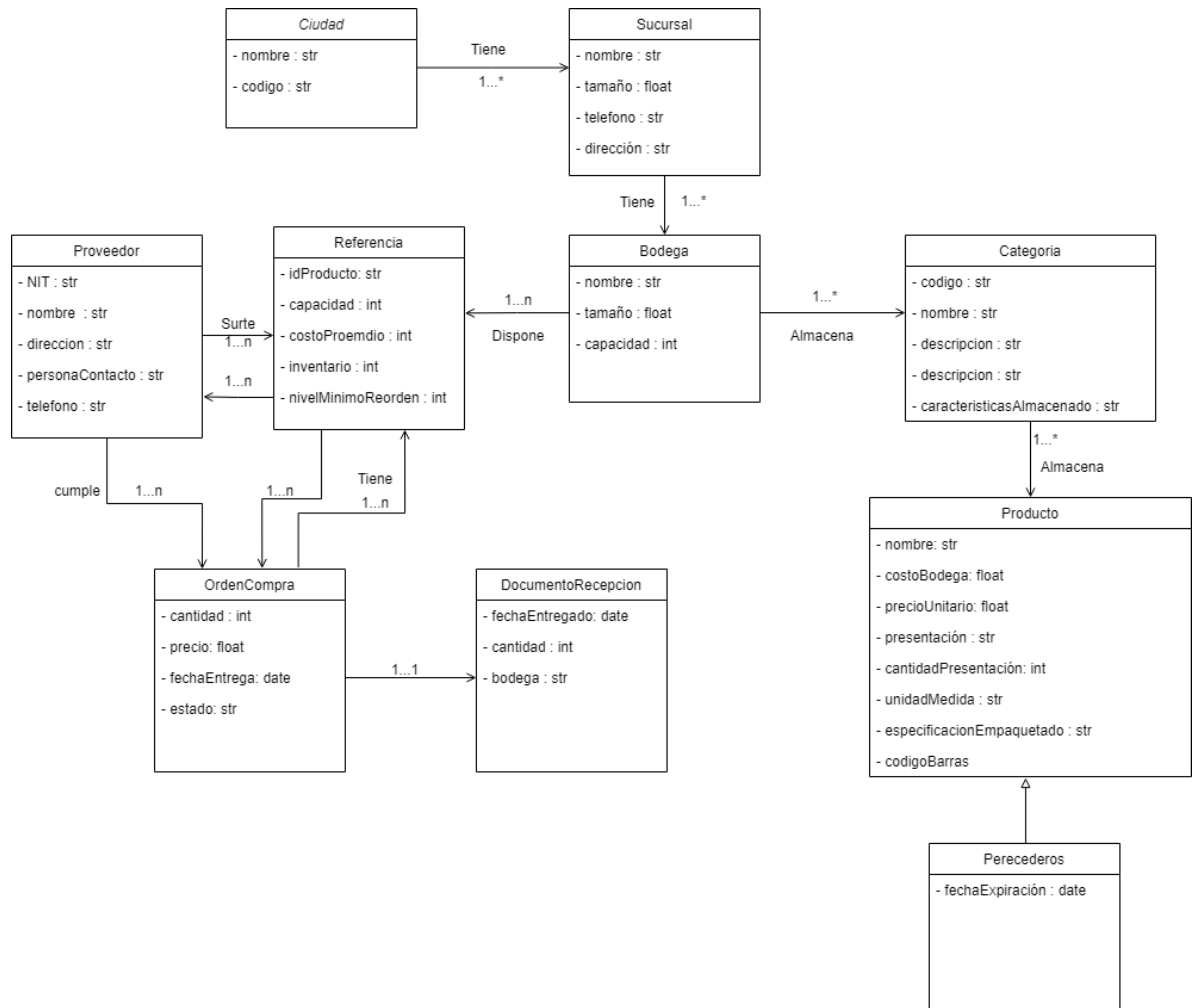 Ciudad
- nombre : str
- codigo : str
Tiene
1...*
Sucursal
- nombre : str
- tamaño : float
- telefono : str
- dirección : str
Tiene
1...*
Proveedor
- NIT : str
- nombre : str
- direccion : str
- personaContacto : str
- telefono : str
Surte
1...n
1...n
Referencia
- idProducto: str
- capacidad : int
- costoProemdio : int
- inventario : int
- nivelMinimoReorden : int
1...n
Dispone
Bodega
- nombre : str
- tamaño : float
- capacidad : int
1...*
Almacena
Categoria
- codigo : str
- nombre : str
- descripcion : str
- descripcion : str
- caracteristicasAlmacenado : str
1...*
Almacena
cumple
1...n
1...n
Tiene
1...n
OrdenCompra
- cantidad : int
- precio: float
- fechaEntrega: date
- estado: str
1...1
DocumentoRecepcion
- fechaEntregado: date
- cantidad : int
- bodega : str
Producto
- nombre: str
- costoBodega: float
- precioUnitario: float
- presentación : str
- cantidadPresentación: int
- unidadMedida : str
- especificacionEmpaquetado : str
- codigoBarras
Perecederos
- fechaExpiración : date